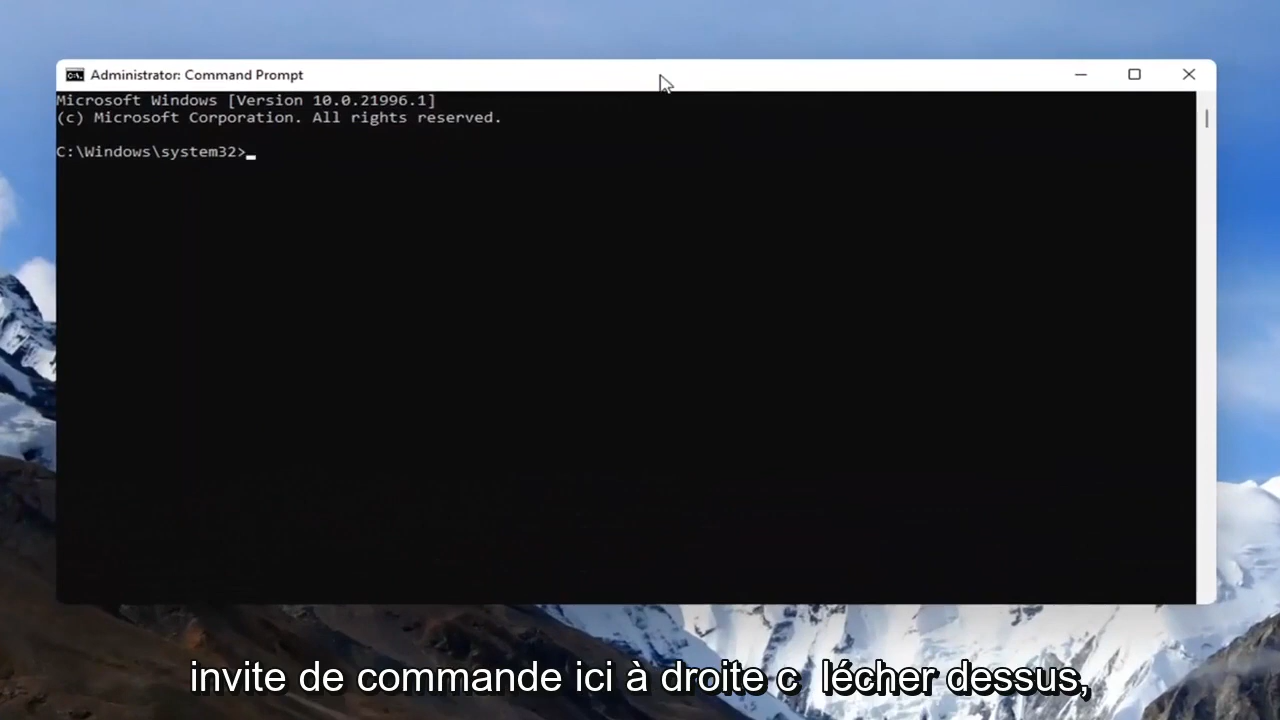 Administrator: Command Prompt
Microsoft Windows [Version 10.0.21996.1]
(c) Microsoft Corporation. All rights reserved.
C:\Windows\system32>
invite de commande ici à droite c lécher dessus,